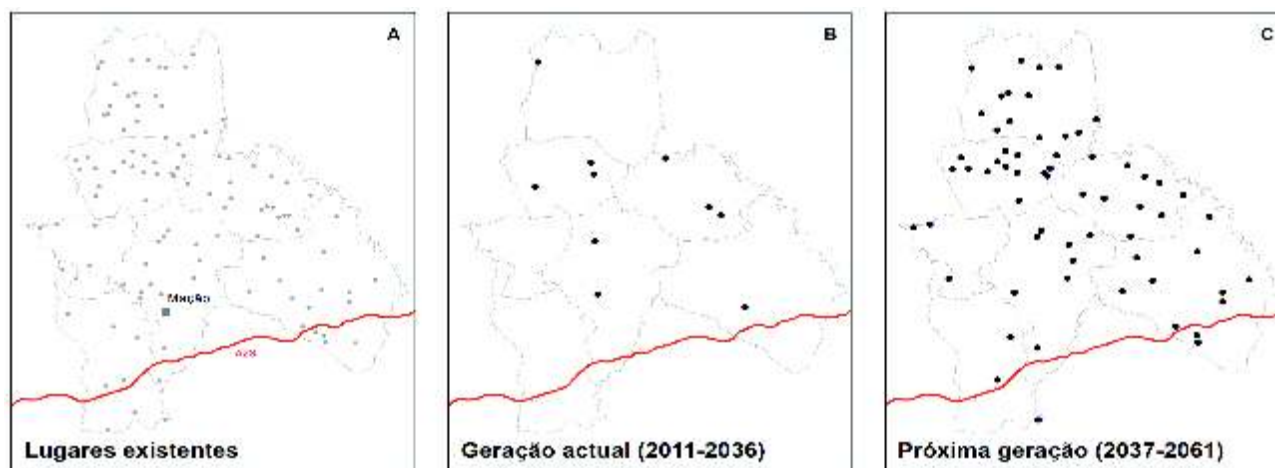 A
Mação
A23
Lugares existentes
B
Geração actual (2011-2036)
C
Próxima geração (2037-2061)